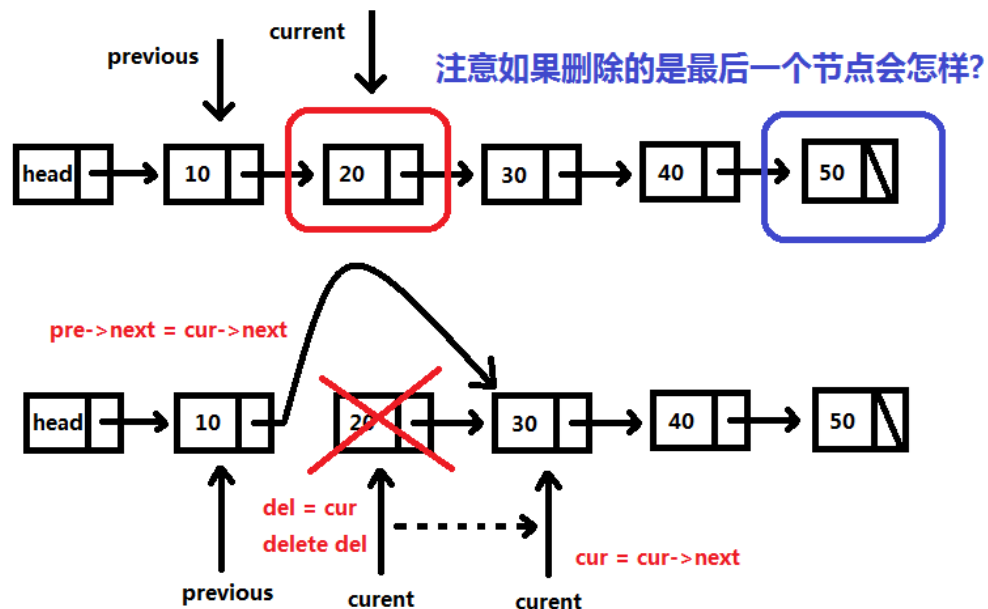 current
previous
注意如果删除的是最后一个节点会怎样?
head 10 20 30 40 50
pre->next = cur->next
head 10 20 30 40 50
del = cur
delete del
cur = cur->next
previous
curent
curent